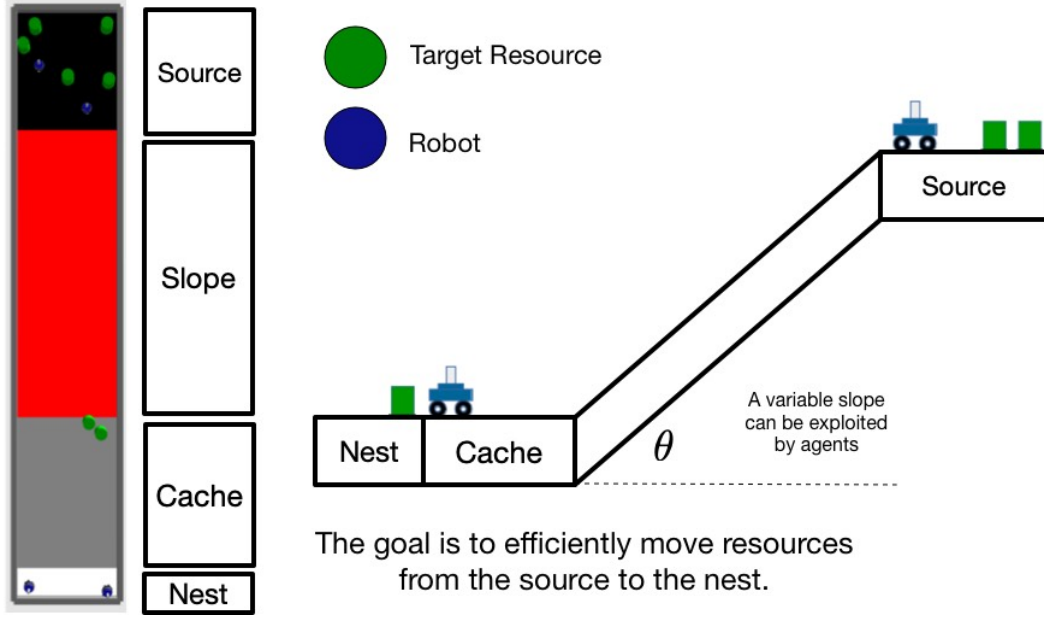 Source
Slope
Cache
Nest
Target Resource
Robot
Source
Nest
Cache
θ
A variable slope
can be exploited
by agents
The goal is to efficiently move resources
from the source to the nest.